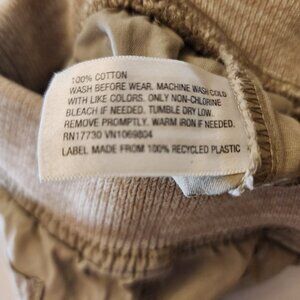 100% COTTON
WASH BEFORE WEAR. MACHINE WASH COLD
WITH LIKE COLORS. ONLY NON-CHLORINE
BLEACH IF NEEDED. TUMBLE DRY LOW.
REMOVE PROMPTLY. WARM IRON IF NEEDED.
RN17730 VN1069804
LABEL MADE FROM 100% RECYCLED PLASTIC